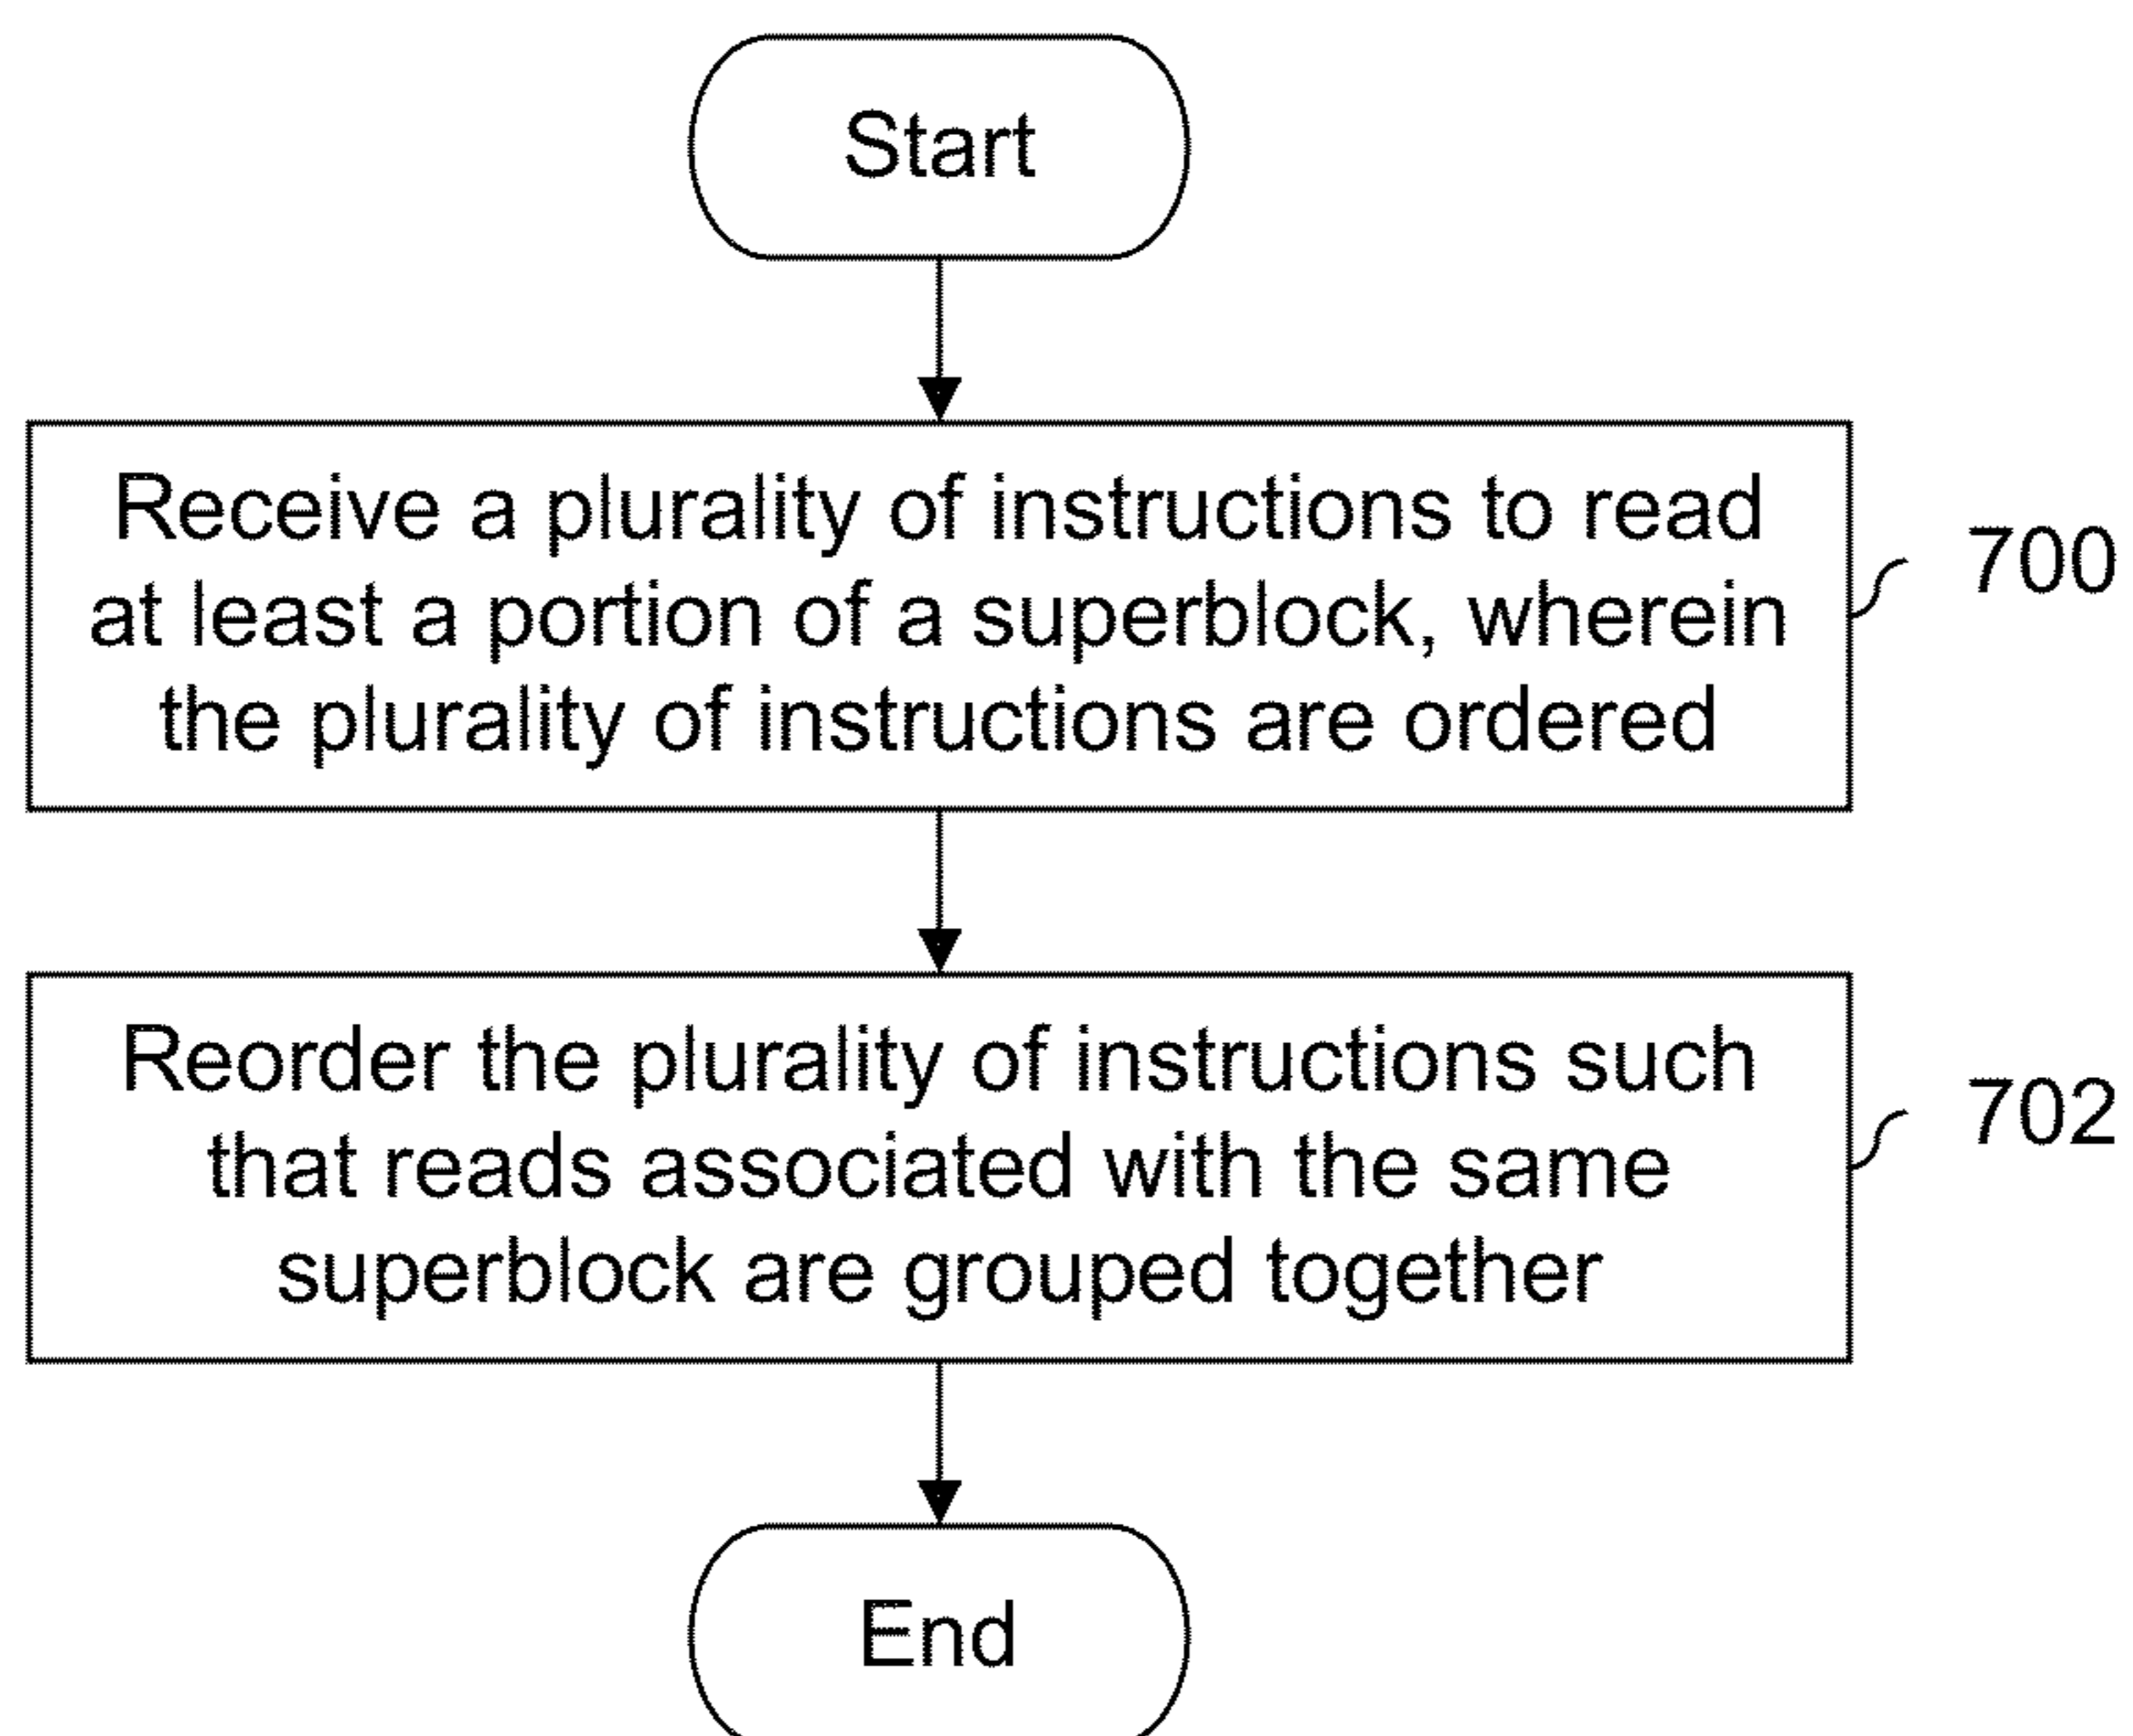 Start
Receive a plurality of instructions to read
at least a portion of a superblock, wherein
the plurality of instructions are ordered
700
Reorder the plurality of instructions such
that reads associated with the same
superblock are grouped together
702
End